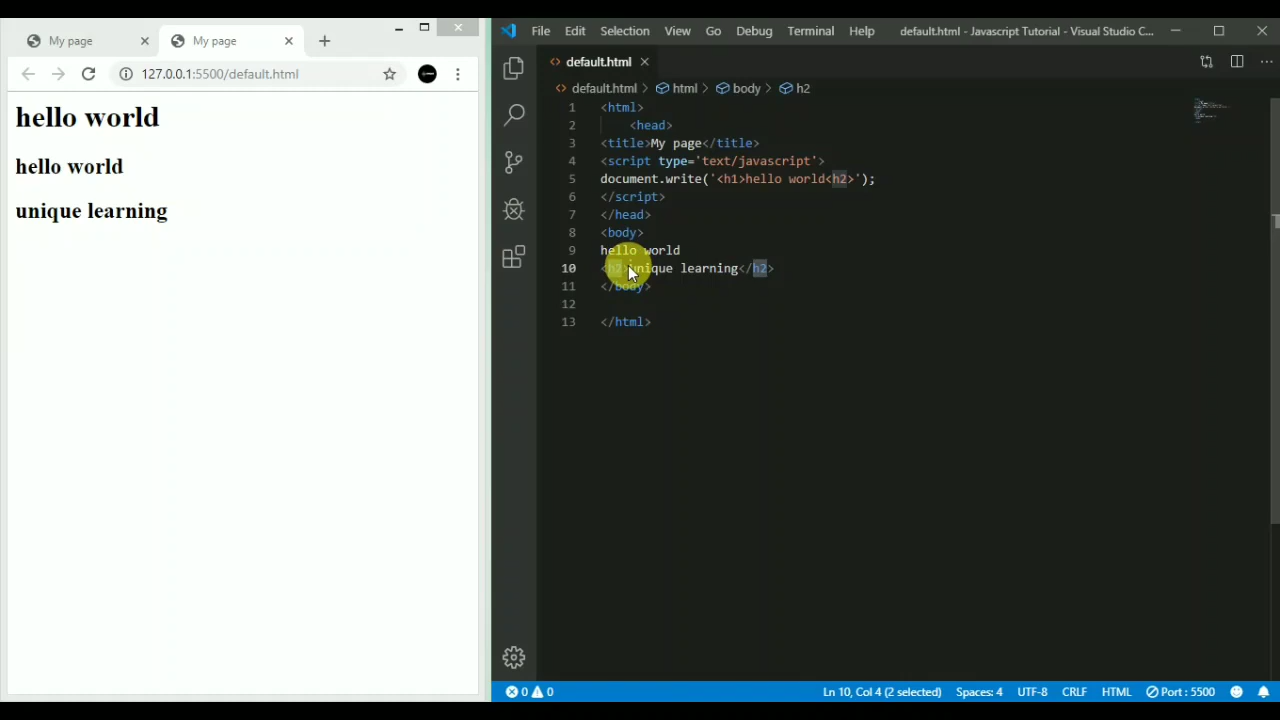 My page
My page
127.0.0.1:5500/default.html
hello world
hello world
unique learning
File Edit Selection View Go Debug Terminal Help default.html - Javascript Tutorial - Visual Studio C...
default.html
default.html > html > body > h2
1 <html>
2 <head>
3 <title>My page</title>
4 <script type='text/javascript'>
5 document.write('<h1>hello world<h2>');
6 </script>
7 </head>
8 <body>
9 hello world
10 <h2>unique learning</h2>
11 </body>
12
13 </html>
0 0 Ln 10, Col 4 (2 selected) Spaces: 4 UTF-8 CRLF HTML Port : 5500